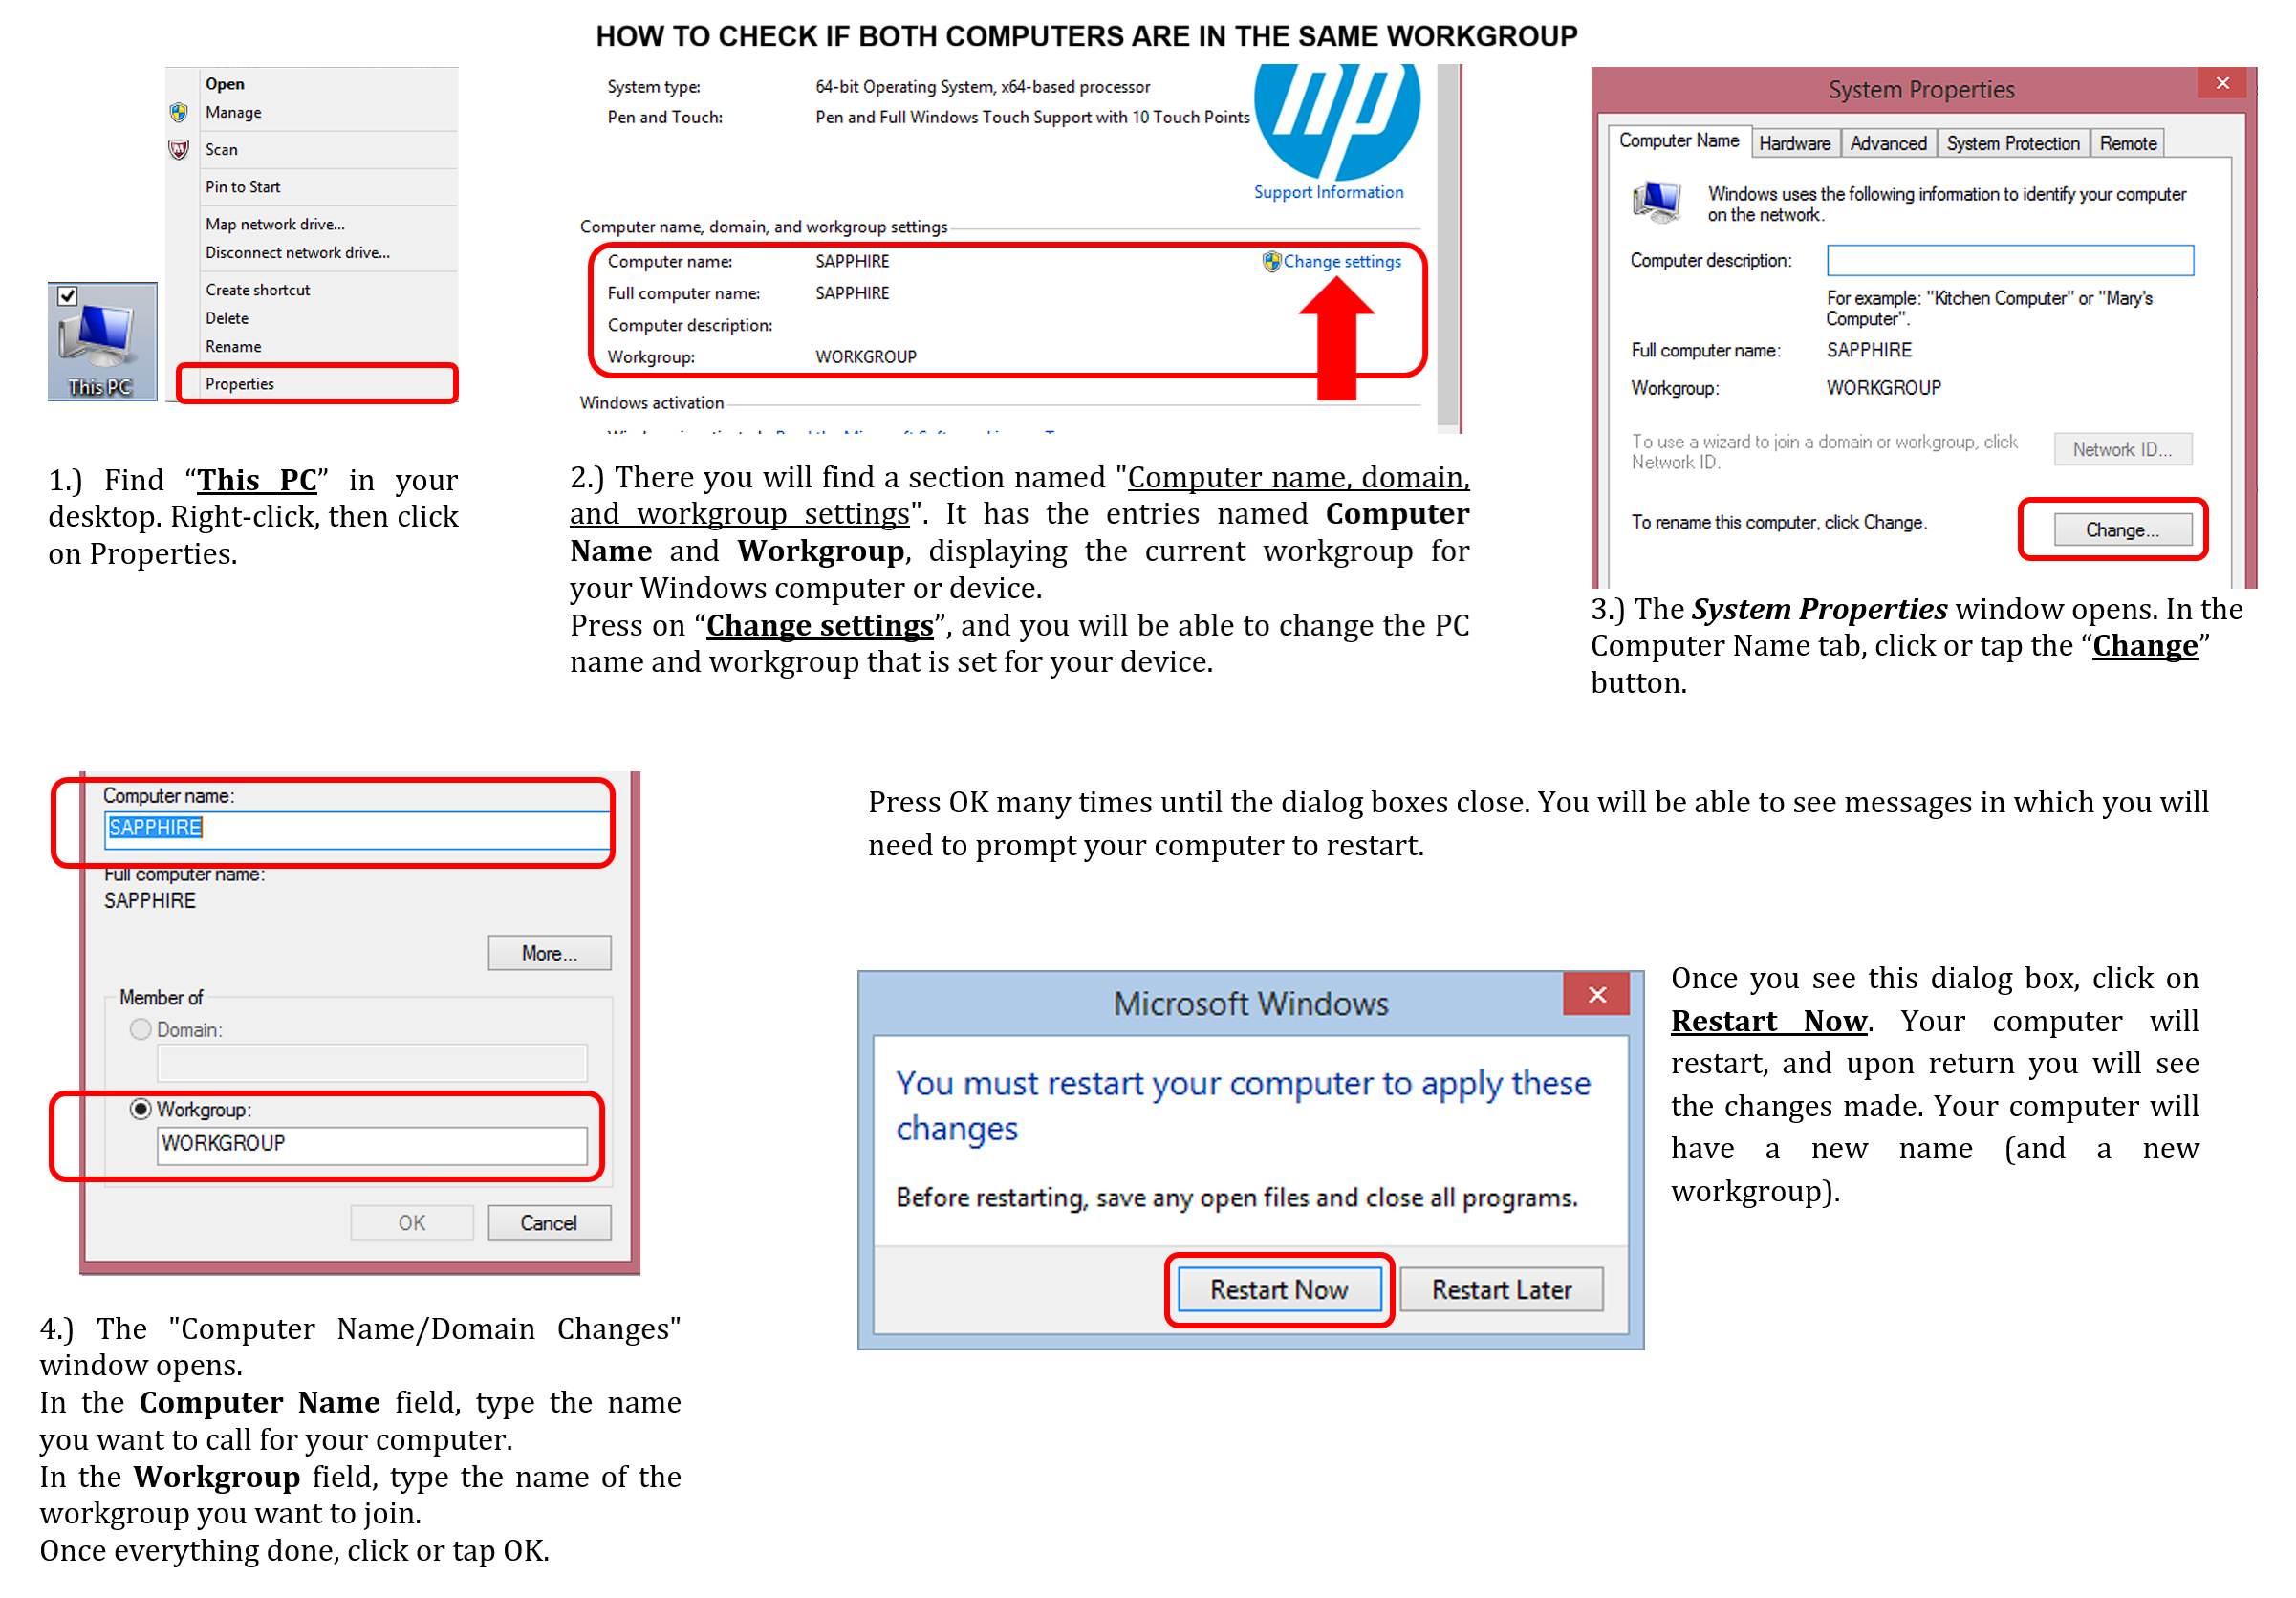 HOW TO CHECK IF BOTH COMPUTERS ARE IN THE SAME WORKGROUP
Open
Manage
Scan
Pin to Start
Map network drive...
Disconnect network drive...
Create shortcut
Delete
Rename
Properties
This PC
1.) Find “This PC” in your
desktop. Right-click, then click
on Properties.
System type: 64-bit Operating System, x64-based processor
Pen and Touch: Pen and Full Windows Touch Support with 10 Touch Points
hp
Support Information
Computer name, domain, and workgroup settings
Computer name: SAPPHIRE Change settings
Full computer name: SAPPHIRE
Computer description:
Workgroup: WORKGROUP
Windows activation
2.) There you will find a section named "Computer name, domain,
and workgroup settings". It has the entries named Computer
Name and Workgroup, displaying the current workgroup for
your Windows computer or device.
Press on “Change settings”, and you will be able to change the PC
name and workgroup that is set for your device.
System Properties
Computer Name Hardware Advanced System Protection Remote
Windows uses the following information to identify your computer
on the network.
Computer description:
For example: "Kitchen Computer" or "Mary's
Computer".
Full computer name: SAPPHIRE
Workgroup: WORKGROUP
To use a wizard to join a domain or workgroup, click
Network ID.
Network ID...
To rename this computer, click Change.
Change...
3.) The System Properties window opens. In the
Computer Name tab, click or tap the “Change”
button.
Computer name:
SAPPHIRE
Full computer name:
SAPPHIRE
More...
Member of
Domain:
Workgroup:
WORKGROUP
OK Cancel
4.) The "Computer Name/Domain Changes"
window opens.
In the Computer Name field, type the name
you want to call for your computer.
In the Workgroup field, type the name of the
workgroup you want to join.
Once everything done, click or tap OK.
Press OK many times until the dialog boxes close. You will be able to see messages in which you will
need to prompt your computer to restart.
Microsoft Windows
You must restart your computer to apply these
changes
Before restarting, save any open files and close all programs.
Restart Now Restart Later
Once you see this dialog box, click on
Restart Now. Your computer will
restart, and upon return you will see
the changes made. Your computer will
have a new name (and a new
workgroup).